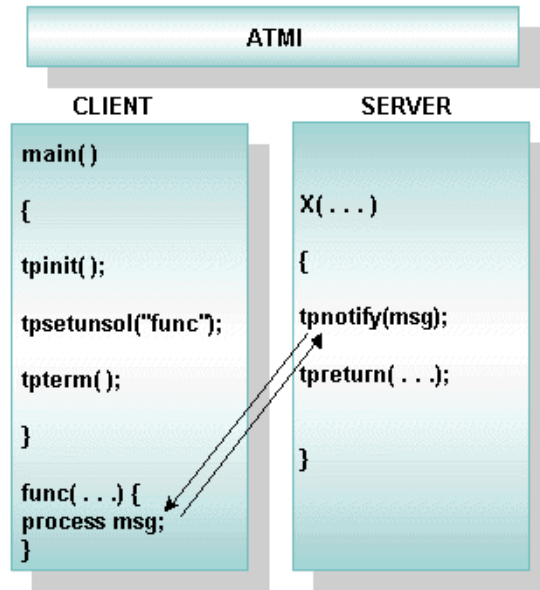 ATMI
CLIENT
main( )
{
tpinit( );
tpsetunsol("func");
tpterm( );
}
func( . . .) {
process msg;
}
SERVER
X( . . . )
{
tpnotify(msg);
tpreturn( . . .);
}